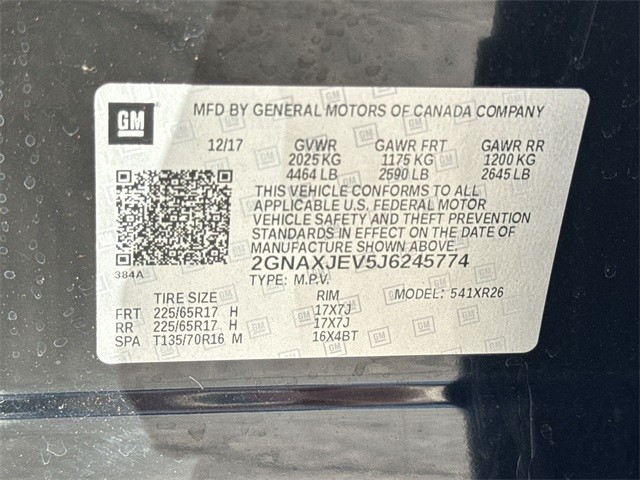 GM
MFD BY GENERAL MOTORS OF CANADA COMPANY
12/17 GVWR GAWR FRT GAWR RR
2025 KG 1175 KG 1200 KG
4464 LB 2590 LB 2645 LB
THIS VEHICLE CONFORMS TO ALL
APPLICABLE U.S. FEDERAL MOTOR
VEHICLE SAFETY AND THEFT PREVENTION
STANDARDS IN EFFECT ON THE DATE OF
MANUFACTURE SHOWN ABOVE.
384A
2GNAXJEV5J6245774
TYPE: M.P.V.
TIRE SIZE RIM MODEL: 541XR26
FRT 225/65R17 H 17X7J
RR 225/65R17 H 17X7J
SPA T135/70R16 M 16X4BT